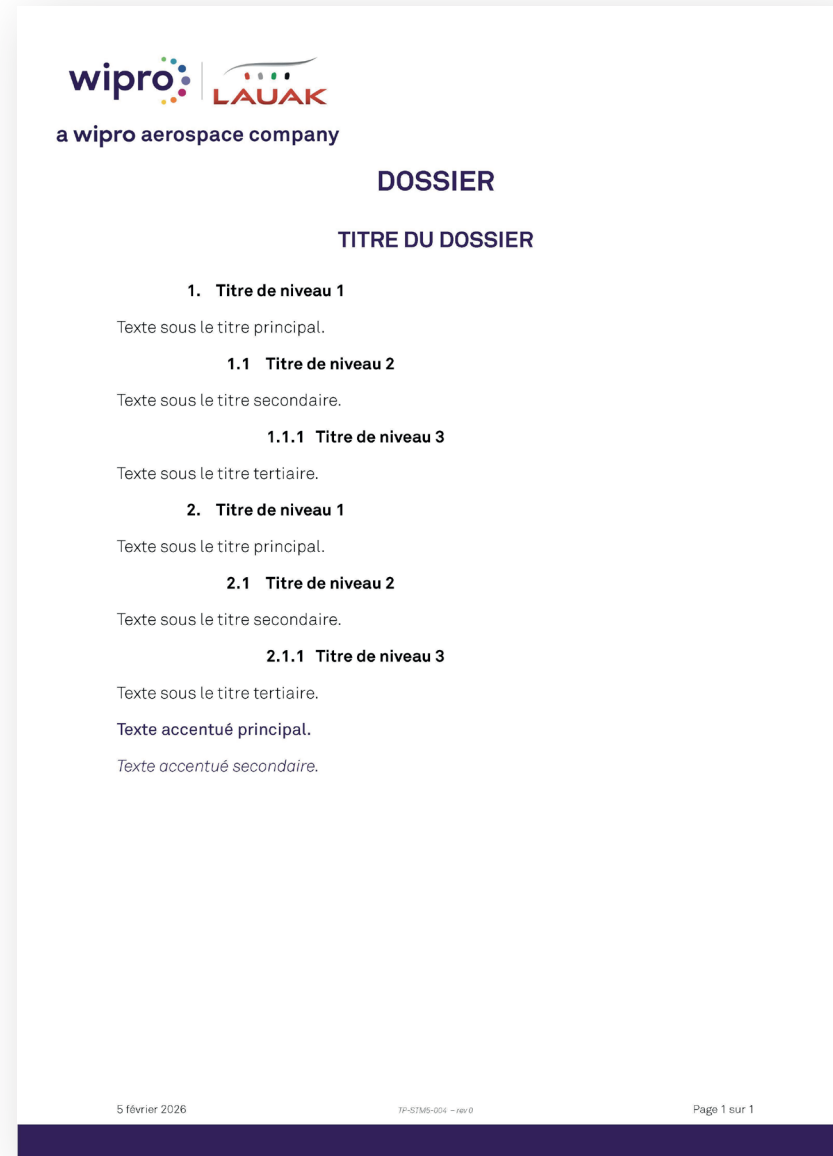 wipro
LAUAK
a wipro aerospace company
DOSSIER
TITRE DU DOSSIER
1. Titre de niveau 1
Texte sous le titre principal.
1.1 Titre de niveau 2
Texte sous le titre secondaire.
1.1.1 Titre de niveau 3
Texte sous le titre tertiaire.
2. Titre de niveau 1
Texte sous le titre principal.
2.1 Titre de niveau 2
Texte sous le titre secondaire.
2.1.1 Titre de niveau 3
Texte sous le titre tertiaire.
Texte accentué principal.
Texte accentué secondaire.
5 février 2026 TP-STM5-004 – rev 0 Page 1 sur 1